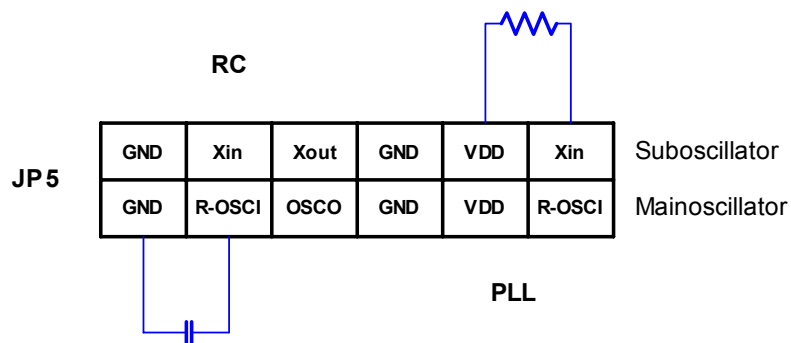 RC
GND Xin Xout GND VDD Xin Suboscillator
JP5
GND R-OSCI OSCO GND VDD R-OSCI Mainoscillator
PLL